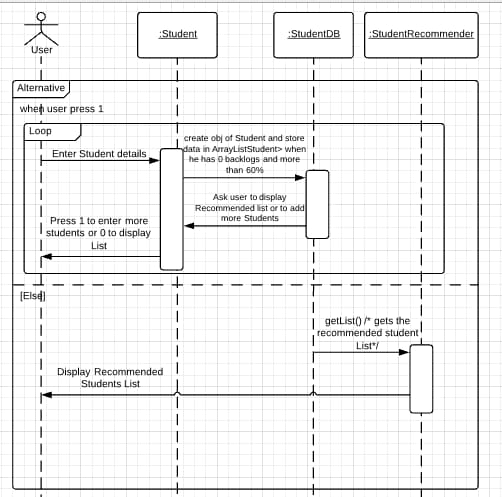 :Student
:StudentDB
:StudentRecommender
User
Alternative
when user press 1
Loop
Enter Student details
create obj of Student and store
data in ArrayListStudent> when
he has 0 backlogs and more
than 60%
Ask user to display
Recommended list or to add
more Students
Press 1 to enter more
students or 0 to display
List
[Else]
getList() /* gets the
recommended student
List*/
Display Recommended
Students List